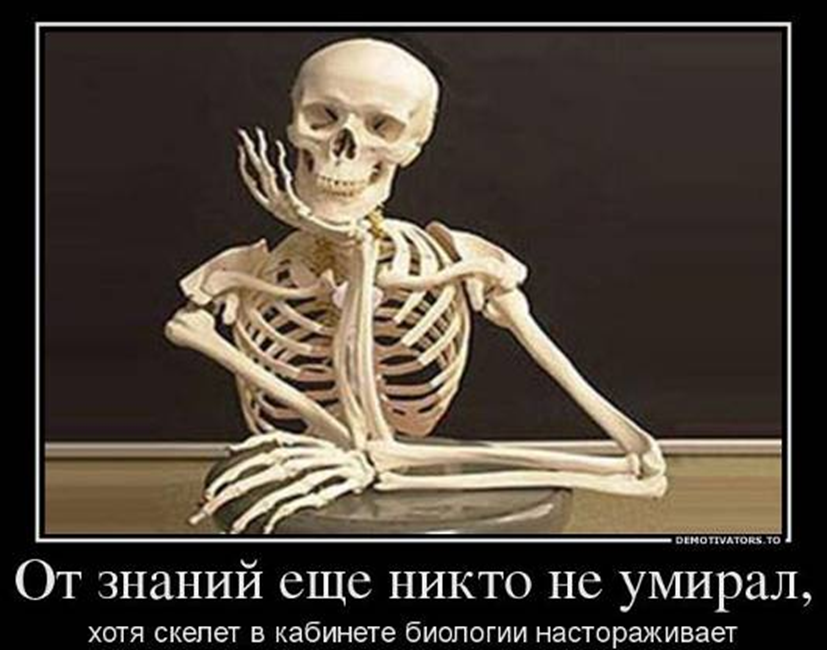 DEMOTIVATORS.TO
От знаний еще никто не умирал,
хотя скелет в кабинете биологии настораживает